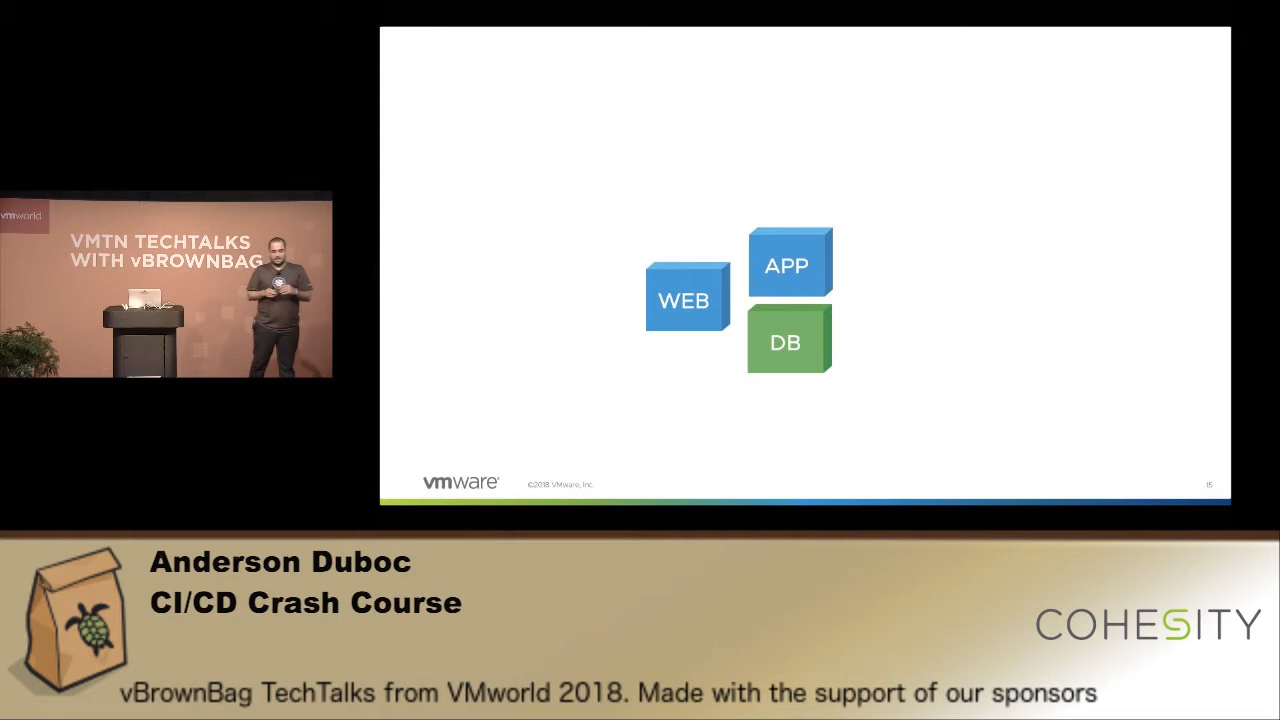 vmworld
VMTN TECHTALKS
WITH vBROWNBAG
APP
WEB
DB
vmware®
©2018 VMware, Inc.
15
Anderson Duboc
CI/CD Crash Course
COHESITY
vBrownBag TechTalks from VMworld 2018. Made with the support of our sponsors